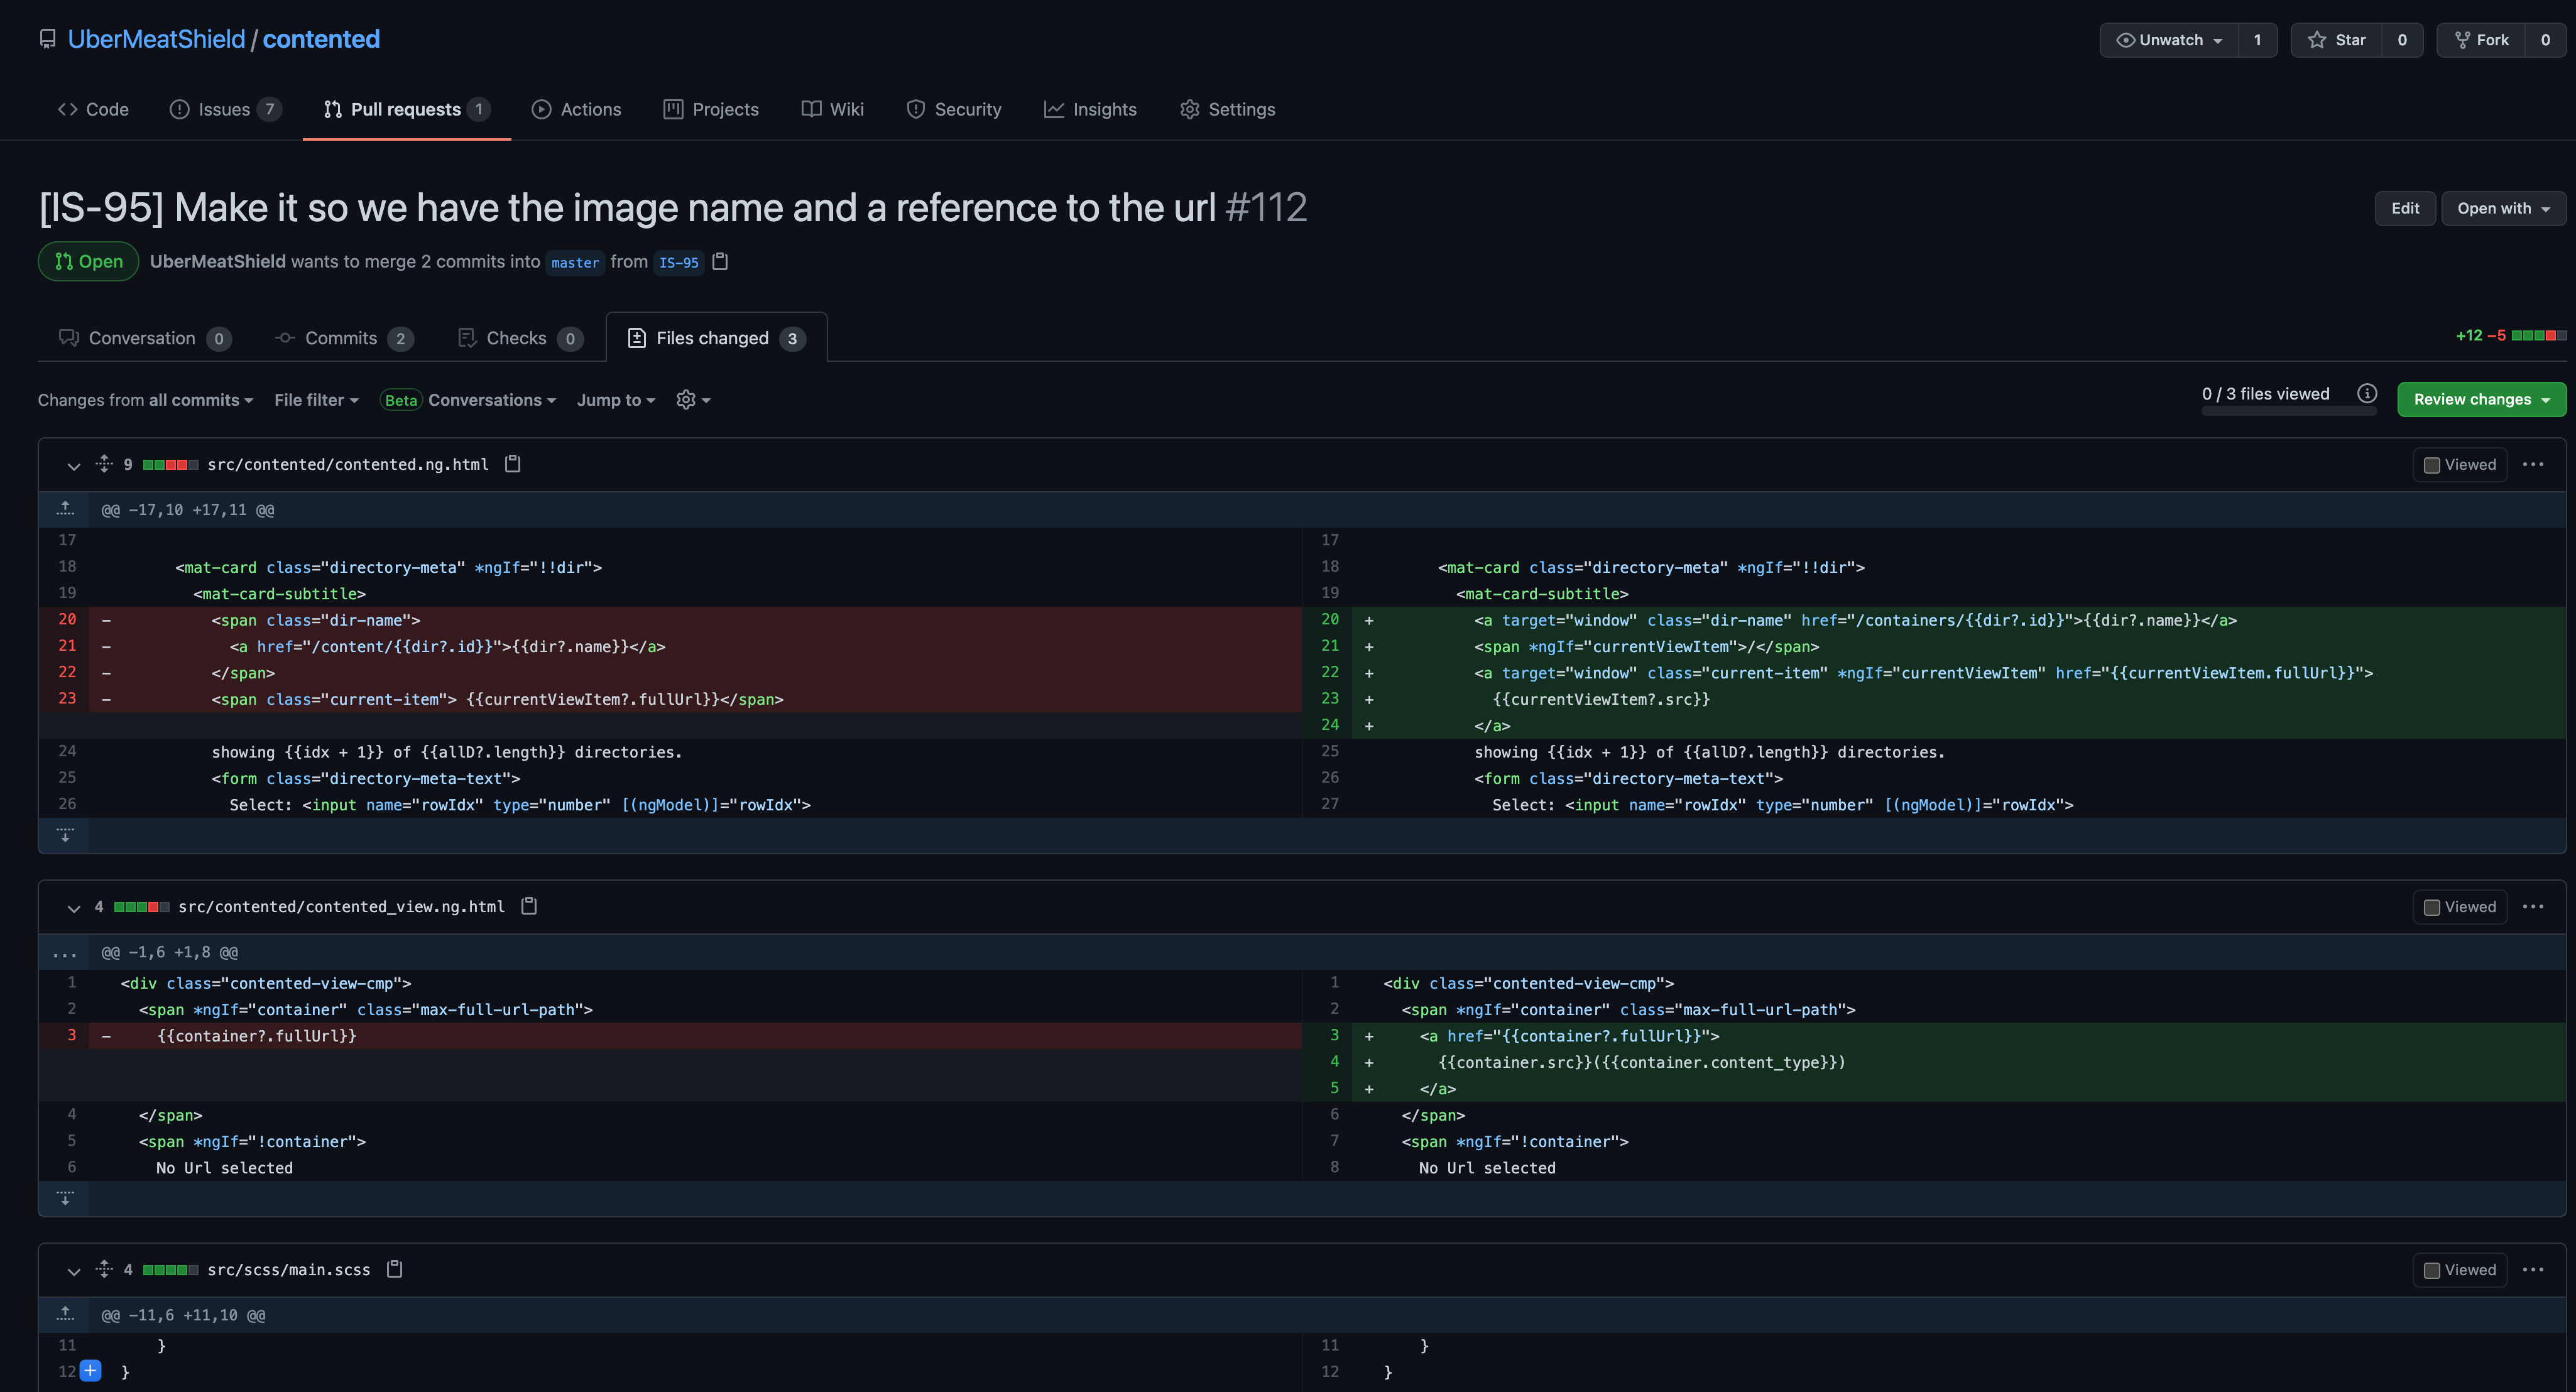 UberMeatShield / contented
Unwatch 1 Star 0 Fork 0
Code Issues 7 Pull requests 1 Actions Projects Wiki Security Insights Settings
[IS-95] Make it so we have the image name and a reference to the url #112
Edit Open with
Open UberMeatShield wants to merge 2 commits into master from IS-95
Conversation 0 Commits 2 Checks 0 Files changed 3
+12 −5
Changes from all commits File filter Beta Conversations Jump to
0 / 3 files viewed Review changes
9 src/contented/contented.ng.html Viewed
@@ -17,10 +17,11 @@
17 17
18 <mat-card class="directory-meta" *ngIf="!!dir"> 18 <mat-card class="directory-meta" *ngIf="!!dir">
19 <mat-card-subtitle> 19 <mat-card-subtitle>
20 - <span class="dir-name"> 20 + <a target="window" class="dir-name" href="/containers/{{dir?.id}}">{{dir?.name}}</a>
21 - <a href="/content/{{dir?.id}}">{{dir?.name}}</a> 21 + <span *ngIf="currentViewItem">/</span>
22 - </span> 22 + <a target="window" class="current-item" *ngIf="currentViewItem" href="{{currentViewItem.fullUrl}}">
23 - <span class="current-item"> {{currentViewItem?.fullUrl}}</span> 23 + {{currentViewItem?.src}}
24 + </a>
24 showing {{idx + 1}} of {{allD?.length}} directories. 25 showing {{idx + 1}} of {{allD?.length}} directories.
25 <form class="directory-meta-text"> 26 <form class="directory-meta-text">
26 Select: <input name="rowIdx" type="number" [(ngModel)]="rowIdx"> 27 Select: <input name="rowIdx" type="number" [(ngModel)]="rowIdx">
4 src/contented/contented_view.ng.html Viewed
... @@ -1,6 +1,8 @@
1 <div class="contented-view-cmp"> 1 <div class="contented-view-cmp">
2 <span *ngIf="container" class="max-full-url-path"> 2 <span *ngIf="container" class="max-full-url-path">
3 - {{container?.fullUrl}} 3 + <a href="{{container?.fullUrl}}">
4 + {{container.src}}({{container.content_type}})
5 + </a>
4 </span> 6 </span>
5 <span *ngIf="!container"> 7 <span *ngIf="!container">
6 No Url selected 8 No Url selected
4 src/scss/main.scss Viewed
@@ -11,6 +11,10 @@
11 } 11 }
12 + } 12 }